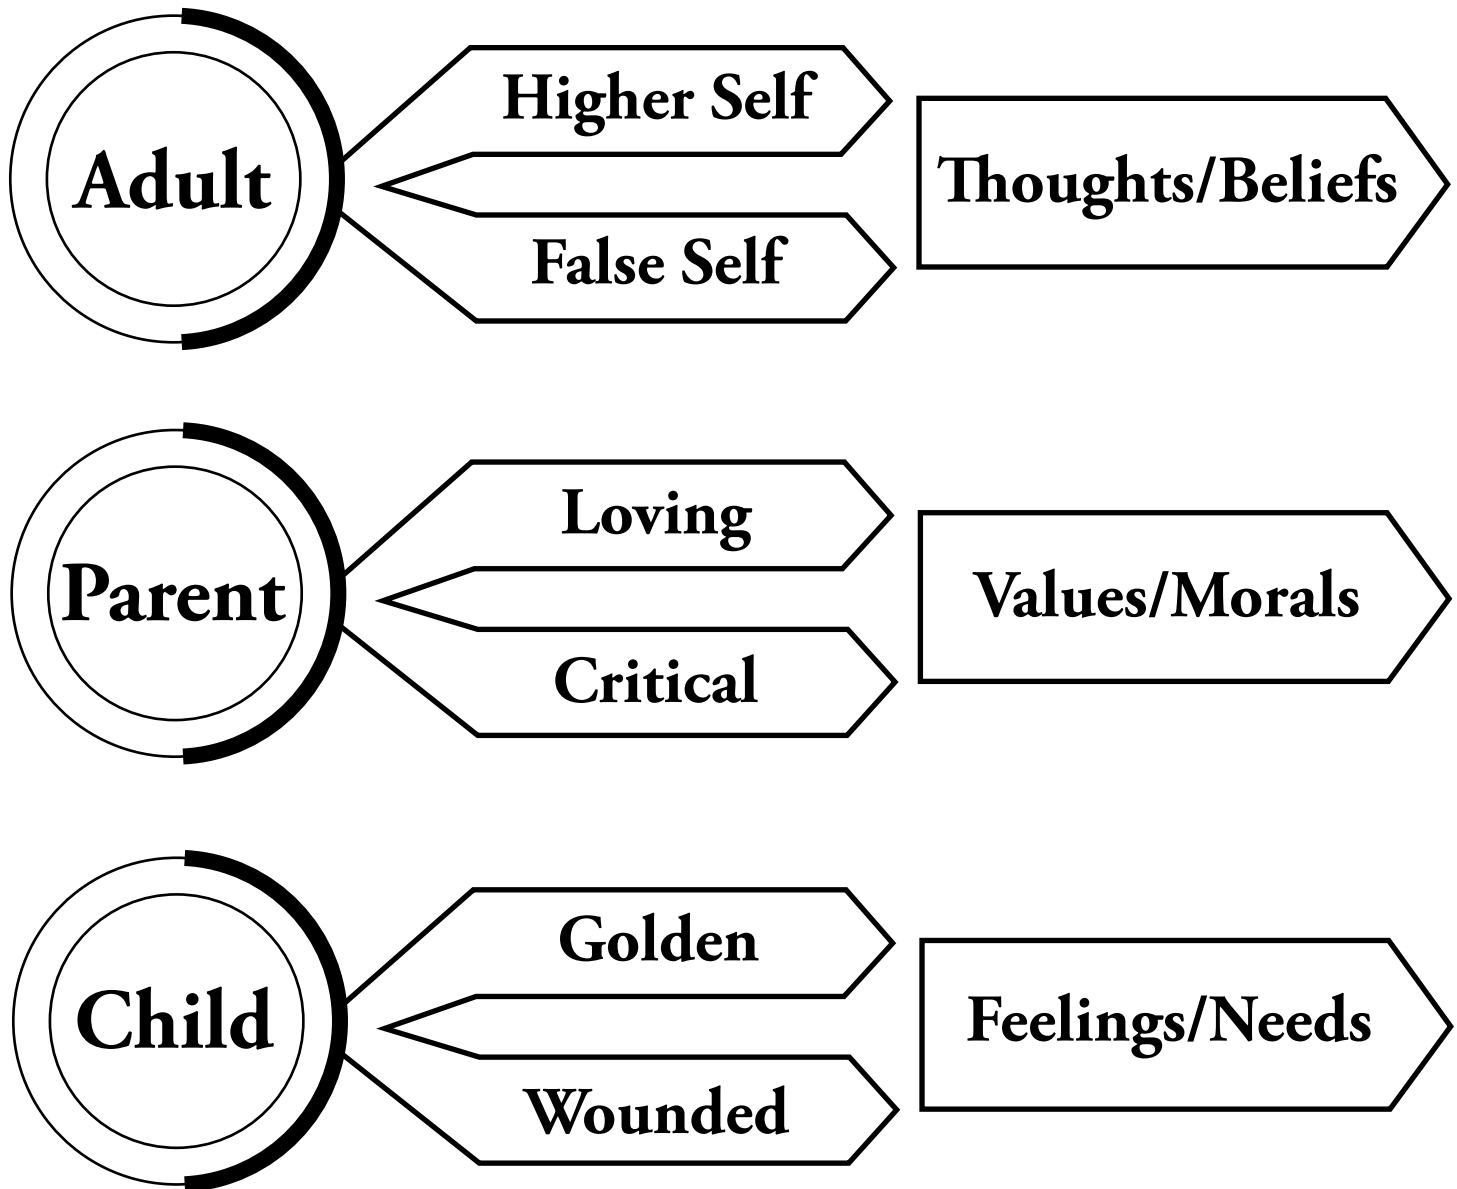 Adult
Higher Self
False Self
Thoughts/Beliefs
Parent
Loving
Critical
Values/Morals
Child
Golden
Wounded
Feelings/Needs